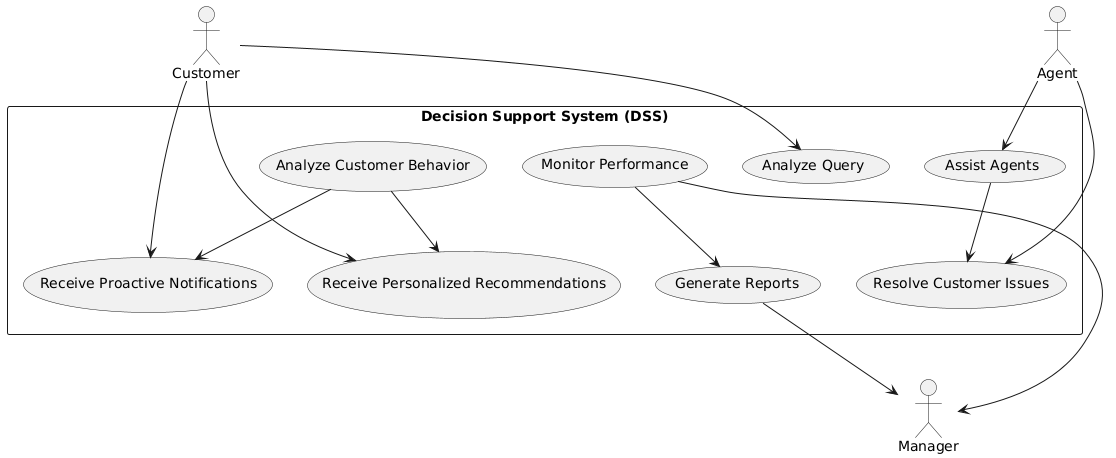 Customer
Agent
Decision Support System (DSS)
Analyze Customer Behavior
Monitor Performance
Analyze Query
Assist Agents
Receive Proactive Notifications
Receive Personalized Recommendations
Generate Reports
Resolve Customer Issues
Manager